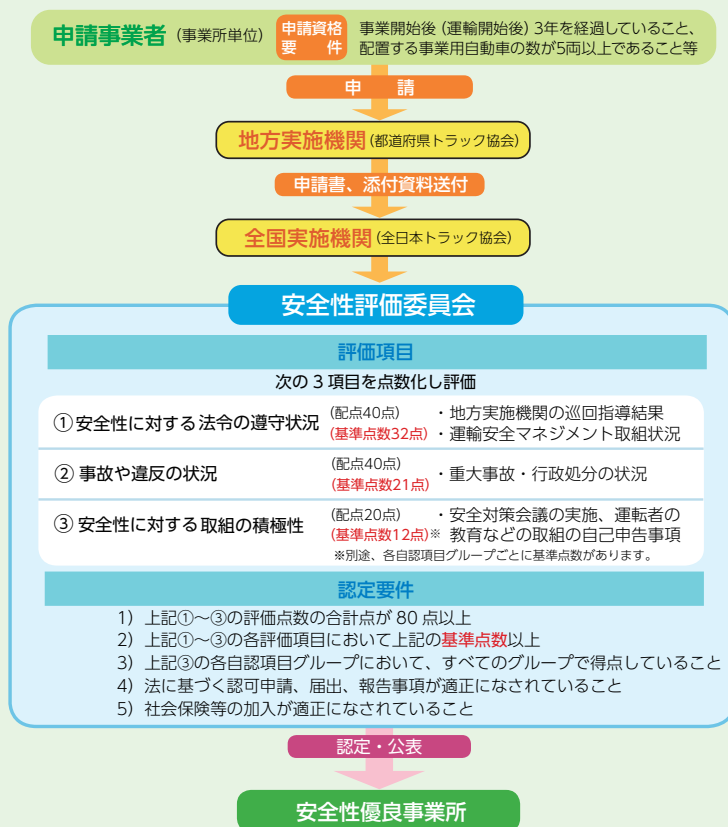 申請事業者(事業所単位) 申請資格要件 事業開始後(運輸開始後)3年を経過していること、
配置する事業用自動車の数が5両以上であること等
申請
地方実施機関(都道府県トラック協会)
申請書、添付資料送付
全国実施機関(全日本トラック協会)
安全性評価委員会
評価項目
次の3項目を点数化し評価
①安全性に対する法令の遵守状況 (配点40点) ・地方実施機関の巡回指導結果
(基準点数32点) ・運輸安全マネジメント取組状況
②事故や違反の状況 (配点40点) ・重大事故・行政処分の状況
(基準点数21点)
③安全性に対する取組の積極性 (配点20点) ・安全対策会議の実施、運転者の
(基準点数12点)※ 教育などの取組の自己申告事項
※別途、各自認項目グループごとに基準点数があります。
認定要件
1)上記①~③の評価点数の合計点が80点以上
2)上記①~③の各評価項目において上記の基準点数以上
3)上記③の各自認項目グループにおいて、すべてのグループで得点していること
4)法に基づく認可申請、届出、報告事項が適正になされていること
5)社会保険等の加入が適正になされていること
認定・公表
安全性優良事業所